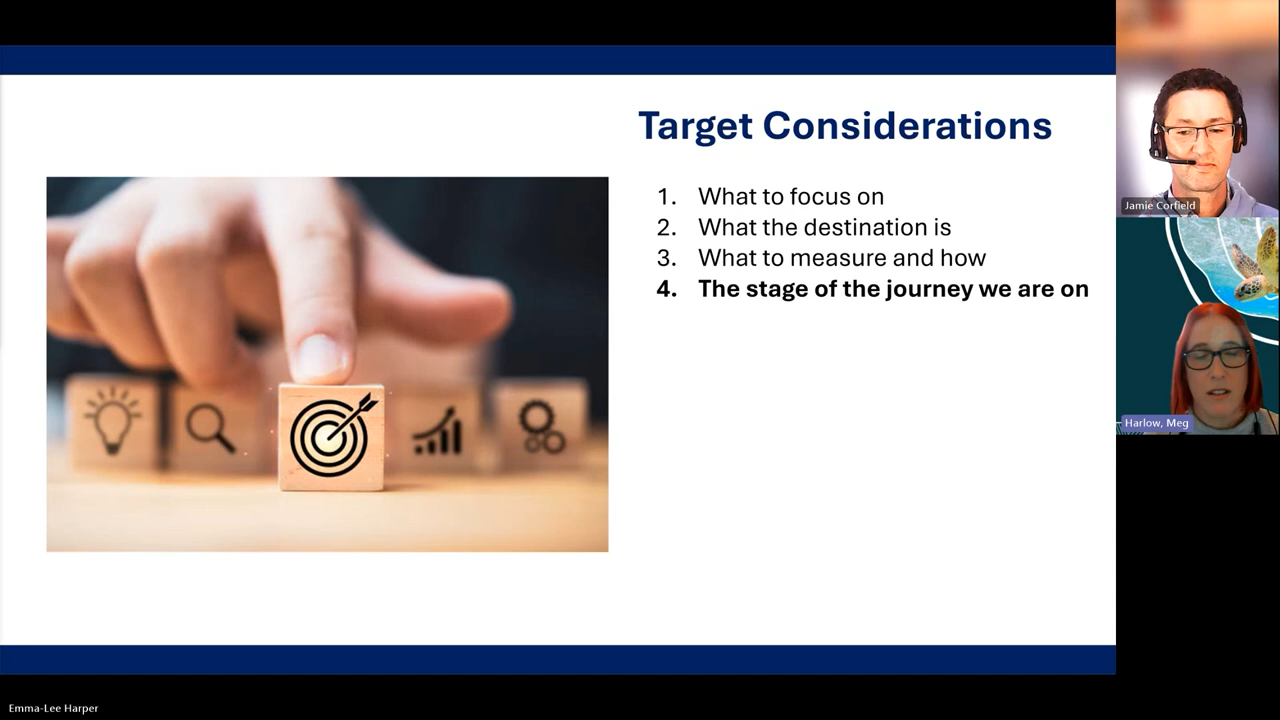 Target Considerations
1. What to focus on
2. What the destination is
3. What to measure and how
4. The stage of the journey we are on
Jamie Corfield
Harlow, Meg
Emma-Lee Harper